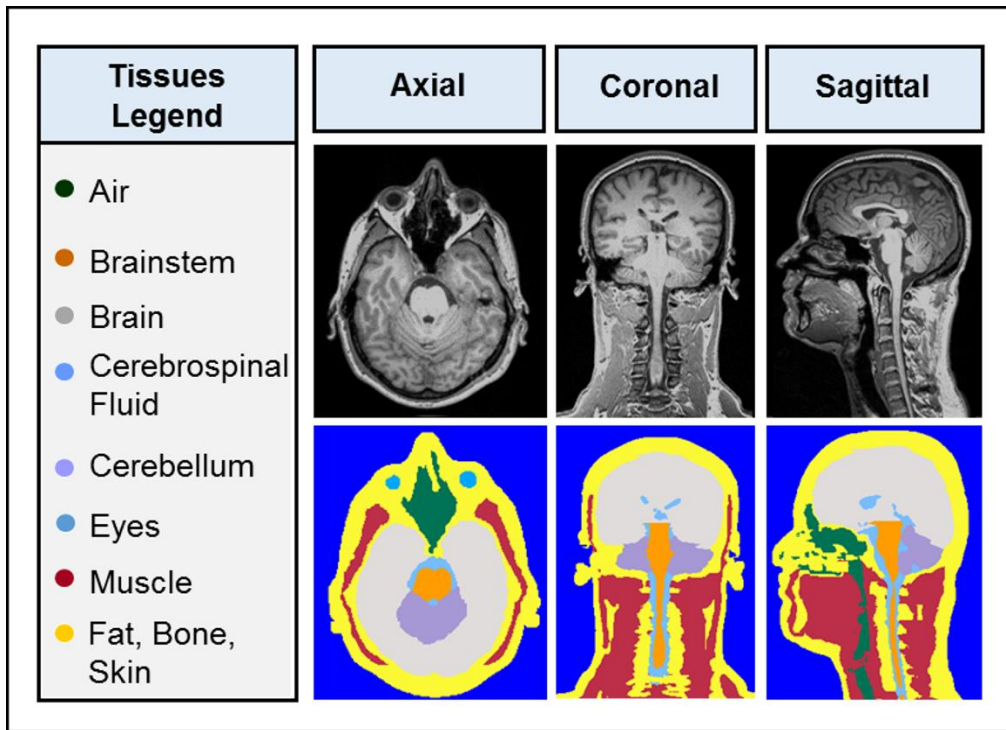 Tissues
Legend
Axial
Coronal
Sagittal
Air
Brainstem
Brain
Cerebrospinal
Fluid
Cerebellum
Eyes
Muscle
Fat, Bone,
Skin